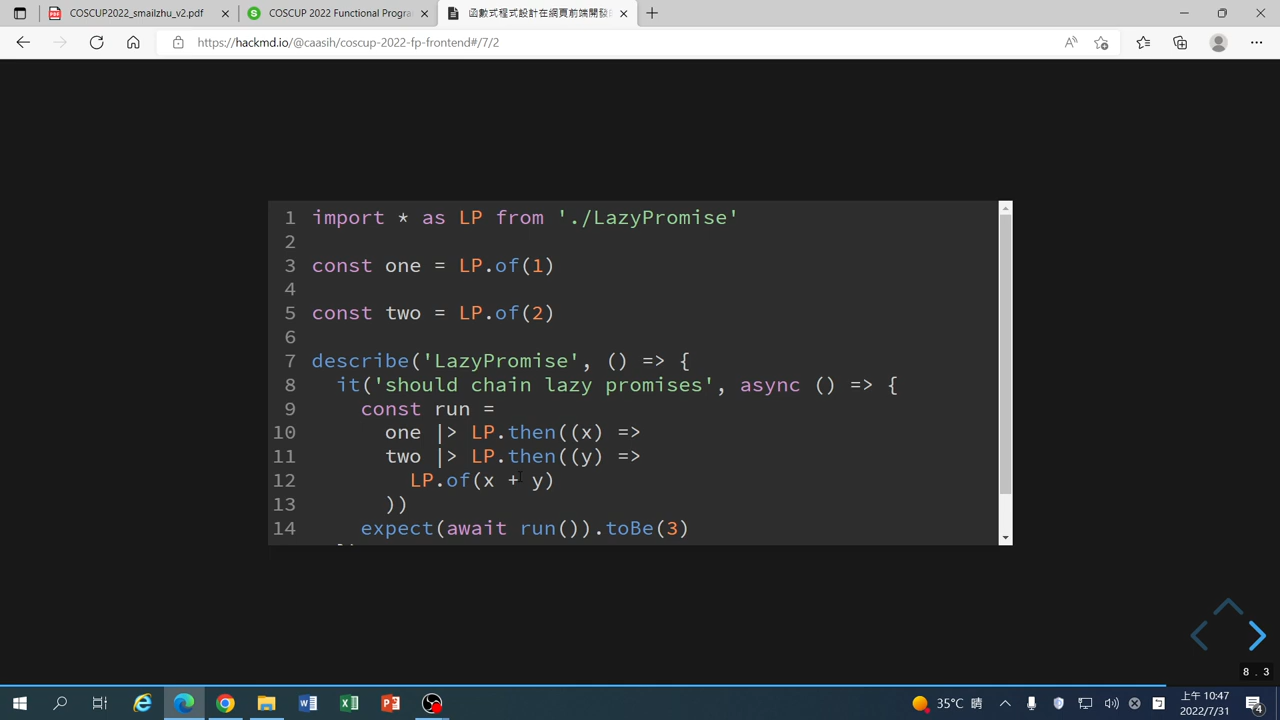 COSCUP2022_smailzhu_v2.pdf
COSCUP 2022 Functional Progra
函數式程式設計在網頁前端開發
https://hackmd.io/@caasih/coscup-2022-fp-frontend#/7/2
1 import * as LP from './LazyPromise'
2
3 const one = LP.of(1)
4
5 const two = LP.of(2)
6
7 describe('LazyPromise', () => {
8 it('should chain lazy promises', async () => {
9 const run =
10 one |> LP.then((x) =>
11 two |> LP.then((y) =>
12 LP.of(x + y)
13 ))
14 expect(await run()).toBe(3)
8 . 3
35°C 晴
上午 10:47
2022/7/31
4